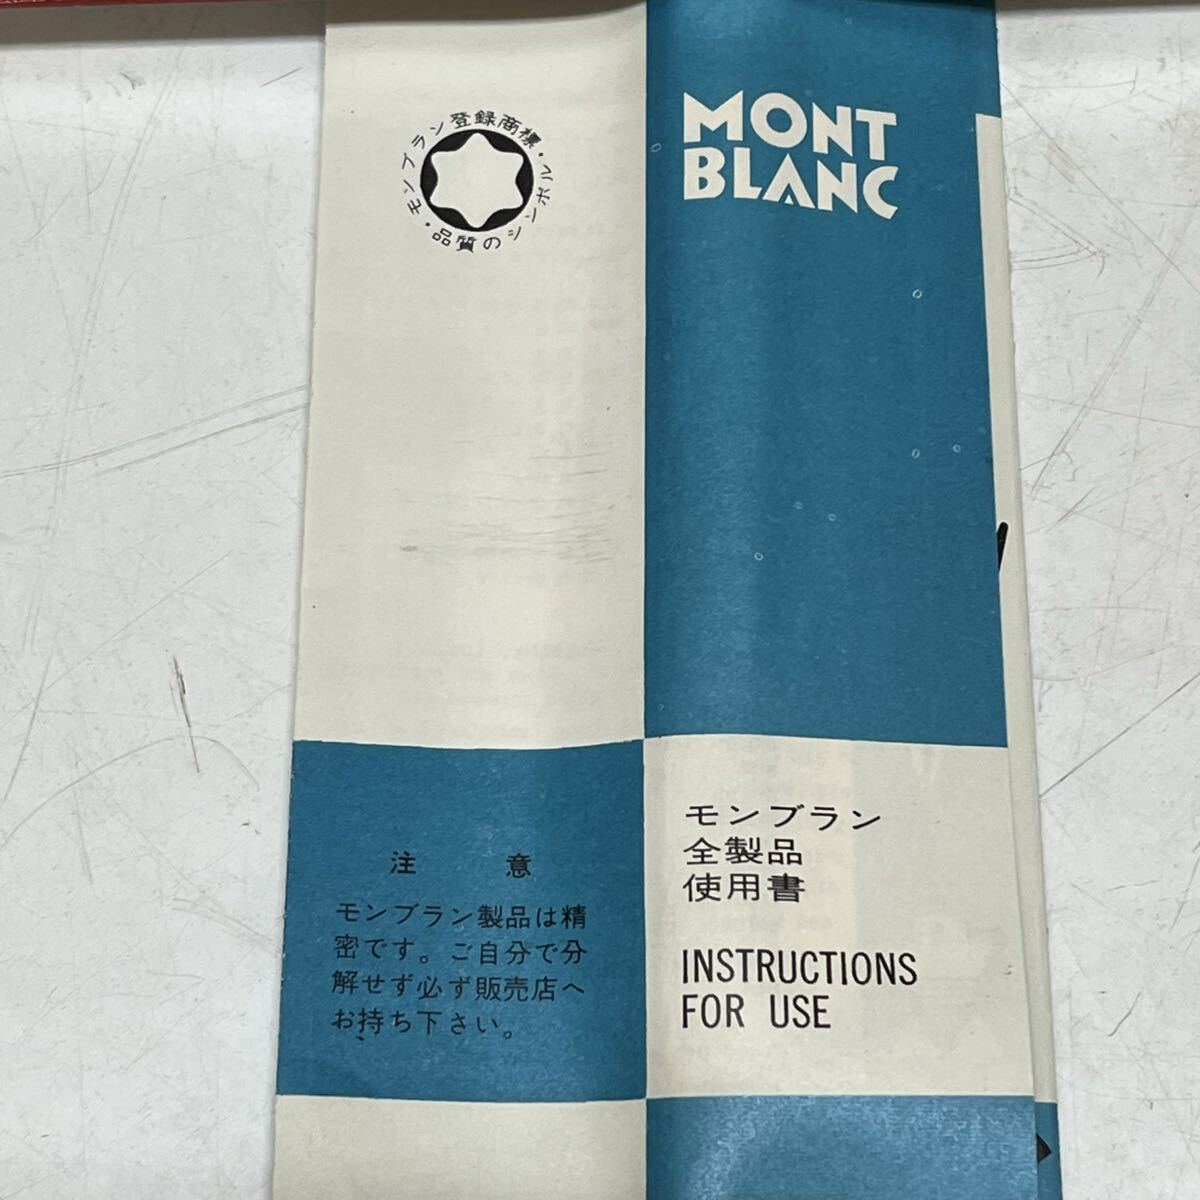 モンブラン登録商標・品質のシンボル・
MONT
BLANC
注 意
モンブラン製品は精
密です。ご自分で分
解せず必ず販売店へ
お持ち下さい。
モンブラン
全製品
使用書
INSTRUCTIONS
FOR USE